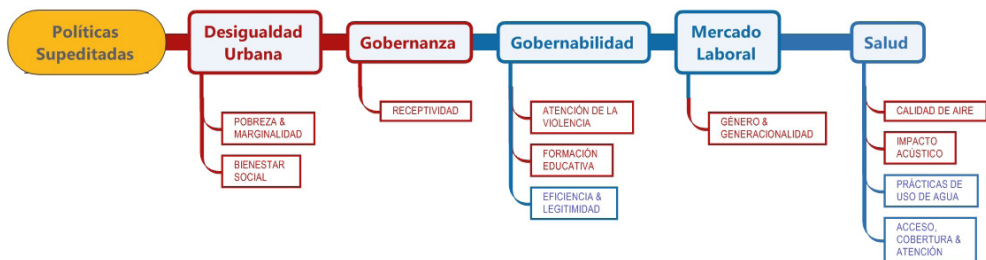 Políticas
Supeditadas
Desigualdad
Urbana
Gobernanza
Gobernabilidad
Mercado
Laboral
Salud
POBREZA &
MARGINALIDAD
BIENESTAR
SOCIAL
RECEPTIVIDAD
ATENCIÓN DE LA
VIOLENCIA
FORMACIÓN
EDUCATIVA
EFICIENCIA &
LEGITIMIDAD
GÉNERO &
GENERACIONALIDAD
CALIDAD DE AIRE
IMPACTO
ACÚSTICO
PRÁCTICAS DE
USO DE AGUA
ACCESO,
COBERTURA &
ATENCIÓN